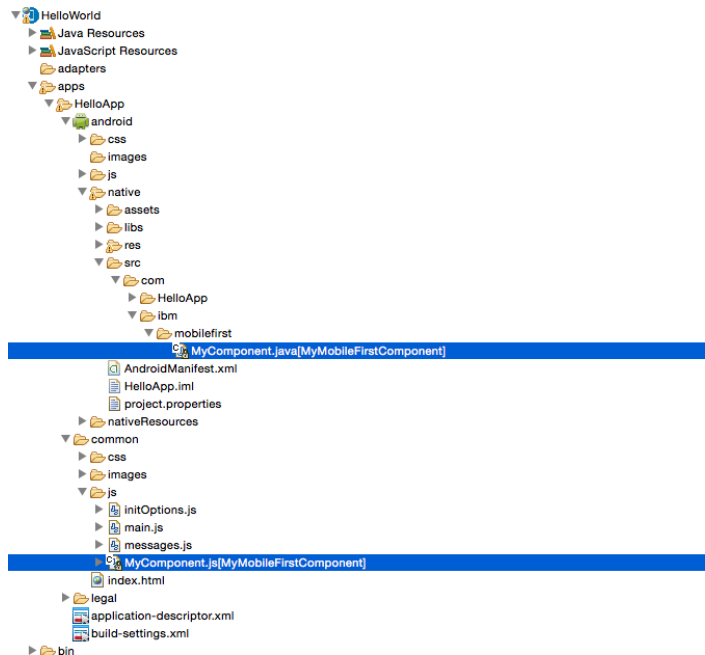 HelloWorld
Java Resources
JavaScript Resources
adapters
apps
HelloApp
android
css
images
js
native
assets
libs
res
src
com
HelloApp
ibm
mobilefirst
MyComponent.java[MyMobileFirstComponent]
AndroidManifest.xml
HelloApp.iml
project.properties
nativeResources
common
css
images
js
initOptions.js
main.js
messages.js
MyComponent.js[MyMobileFirstComponent]
index.html
legal
application-descriptor.xml
build-settings.xml
bin